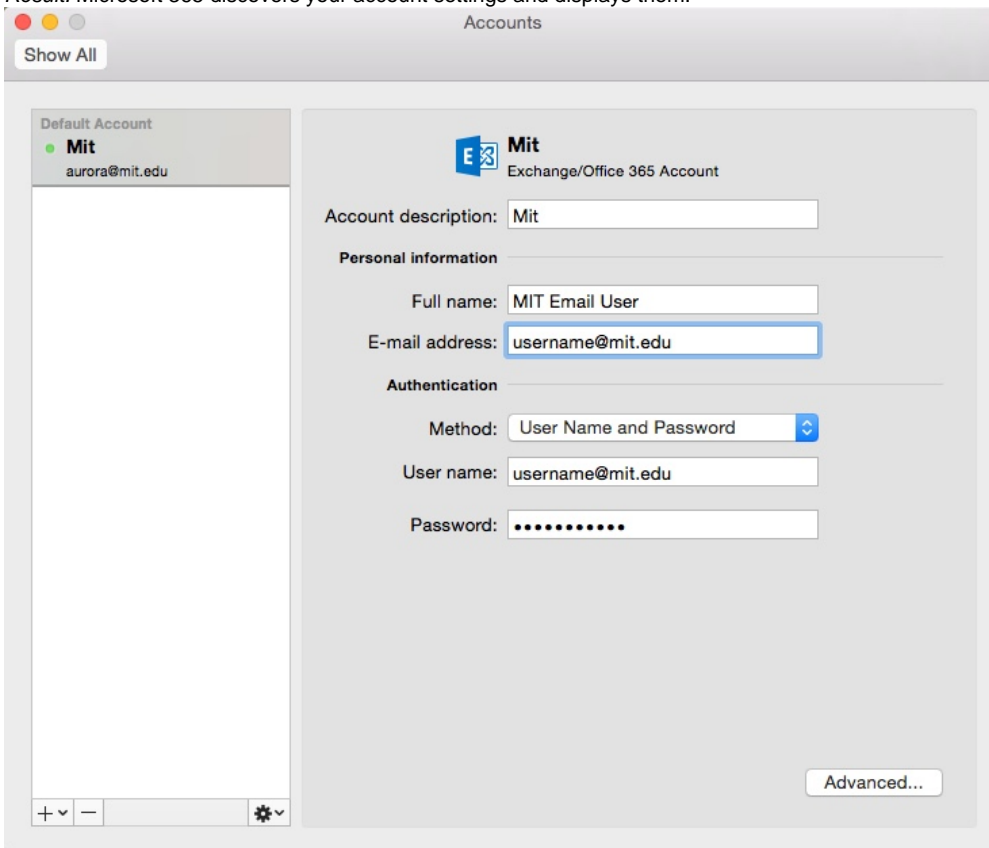 Result: Microsoft 365 discovers your account settings and displays them.
Accounts
Show All
Default Account
Mit
aurora@mit.edu
E
Mit
Exchange/Office 365 Account
Account description: Mit
Personal information
Full name: MIT Email User
E-mail address: username@mit.edu
Authentication
Method: User Name and Password
User name: username@mit.edu
Password: •••••••••••
Advanced...